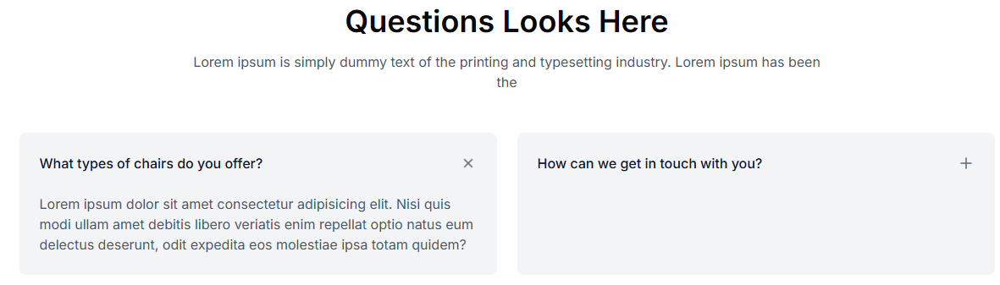 Questions Looks Here
Lorem ipsum is simply dummy text of the printing and typesetting industry. Lorem ipsum has been
the
What types of chairs do you offer?
Lorem ipsum dolor sit amet consectetur adipisicing elit. Nisi quis
modi ullam amet debitis libero veriatis enim repellat optio natus eum
delectus deserunt, odit expedita eos molestiae ipsa totam quidem?
How can we get in touch with you?